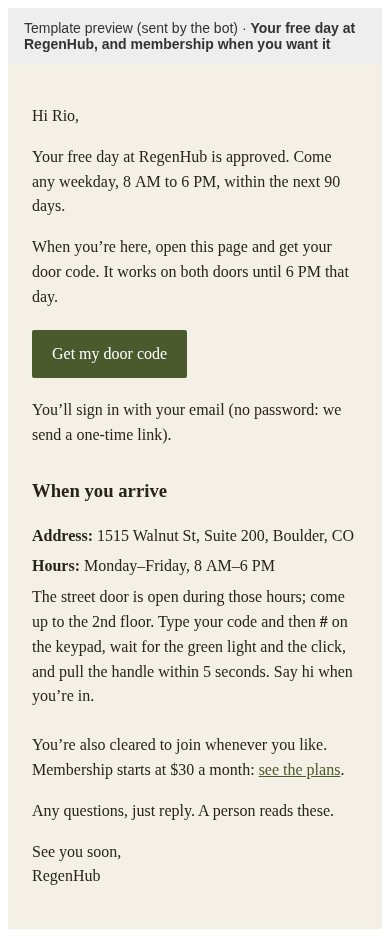 Template preview (sent by the bot) · Your free day at
RegenHub, and membership when you want it
Hi Rio,
Your free day at RegenHub is approved. Come
any weekday, 8 AM to 6 PM, within the next 90
days.
When you’re here, open this page and get your
door code. It works on both doors until 6 PM that
day.
Get my door code
You’ll sign in with your email (no password: we
send a one-time link).
When you arrive
Address: 1515 Walnut St, Suite 200, Boulder, CO
Hours: Monday–Friday, 8 AM–6 PM
The street door is open during those hours; come
up to the 2nd floor. Type your code and then # on
the keypad, wait for the green light and the click,
and pull the handle within 5 seconds. Say hi when
you’re in.
You’re also cleared to join whenever you like.
Membership starts at $30 a month: see the plans.
Any questions, just reply. A person reads these.
See you soon,
RegenHub